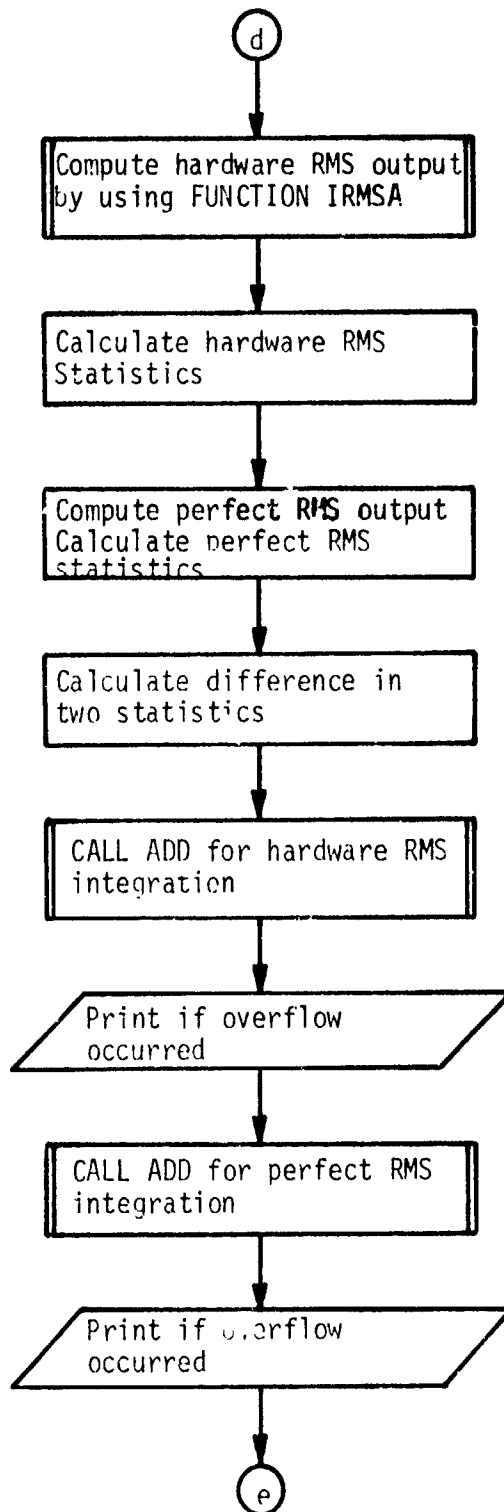 d
Compute hardware RMS output
by using FUNCTION IRMSA
Calculate hardware RMS
Statistics
Compute perfect RMS output
Calculate perfect RMS
statistics
Calculate difference in
two statistics
CALL ADD for hardware RMS
integration
Print if overflow
occurred
CALL ADD for perfect RMS
integration
Print if overflow
occurred
e